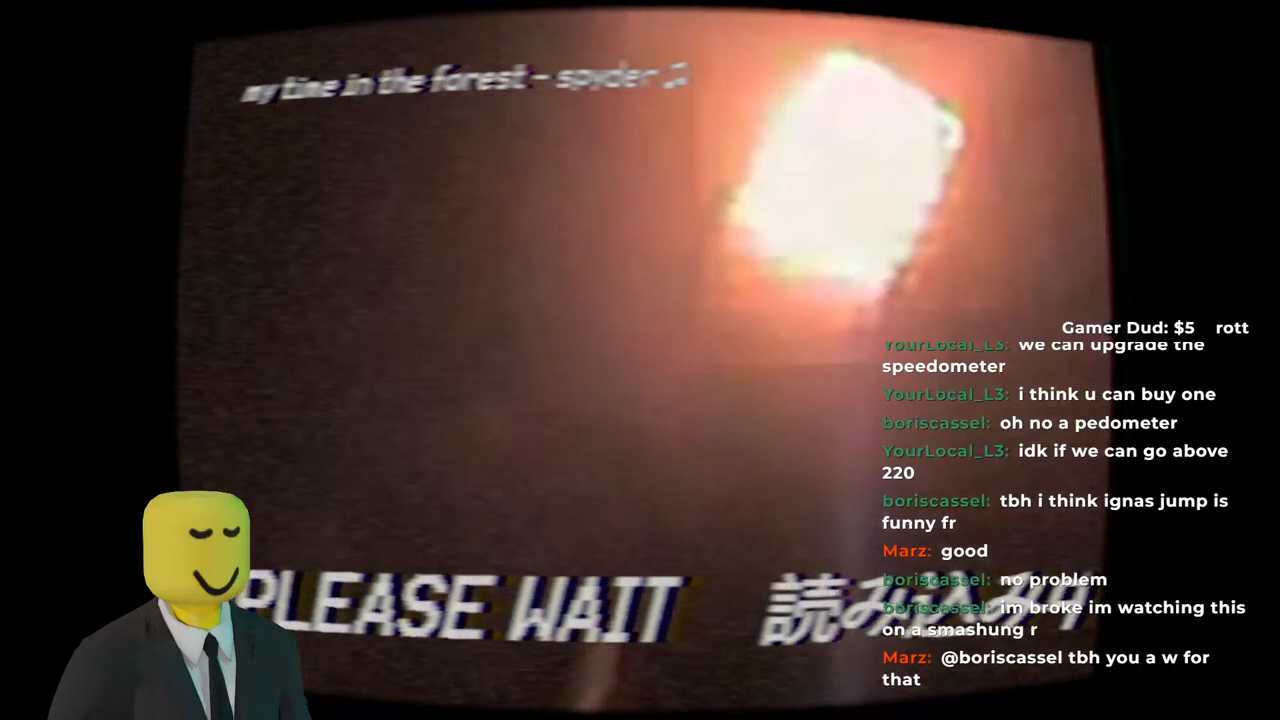 my time in the forest - spyder ♫
Gamer Dud: $5 rott
YourLocal_L3: we can upgrade the
speedometer
YourLocal_L3: i think u can buy one
boriscassel: oh no a pedometer
YourLocal_L3: idk if we can go above
220
boriscassel: tbh i think ignas jump is
funny fr
Marz: good
boriscassel: no problem
boriscassel: im broke im watching this
on a smashung r
Marz: @boriscassel tbh you a w for
that
PLEASE WAIT 読み込み中